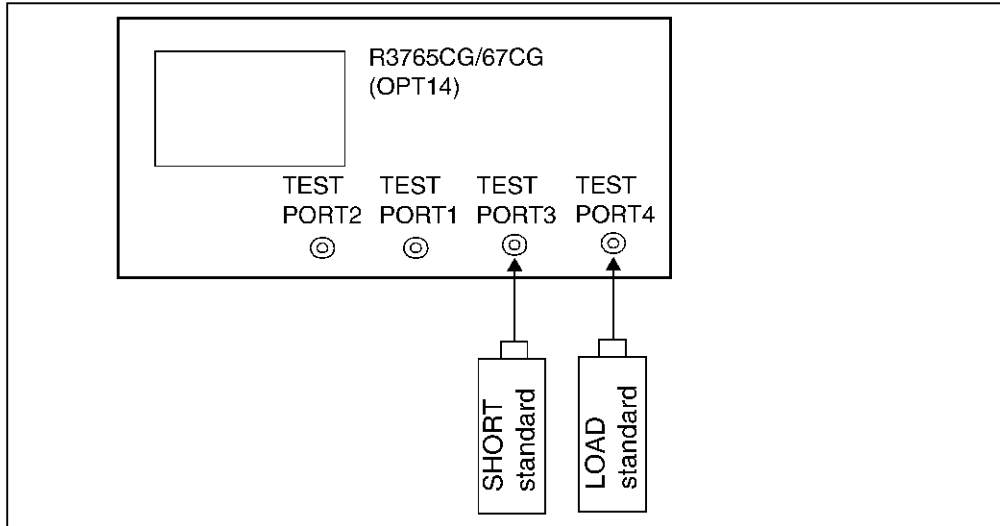 R3765CG/67CG
(OPT14)
TEST
PORT2
TEST
PORT1
TEST
PORT3
TEST
PORT4
SHORT
standard
LOAD
standard